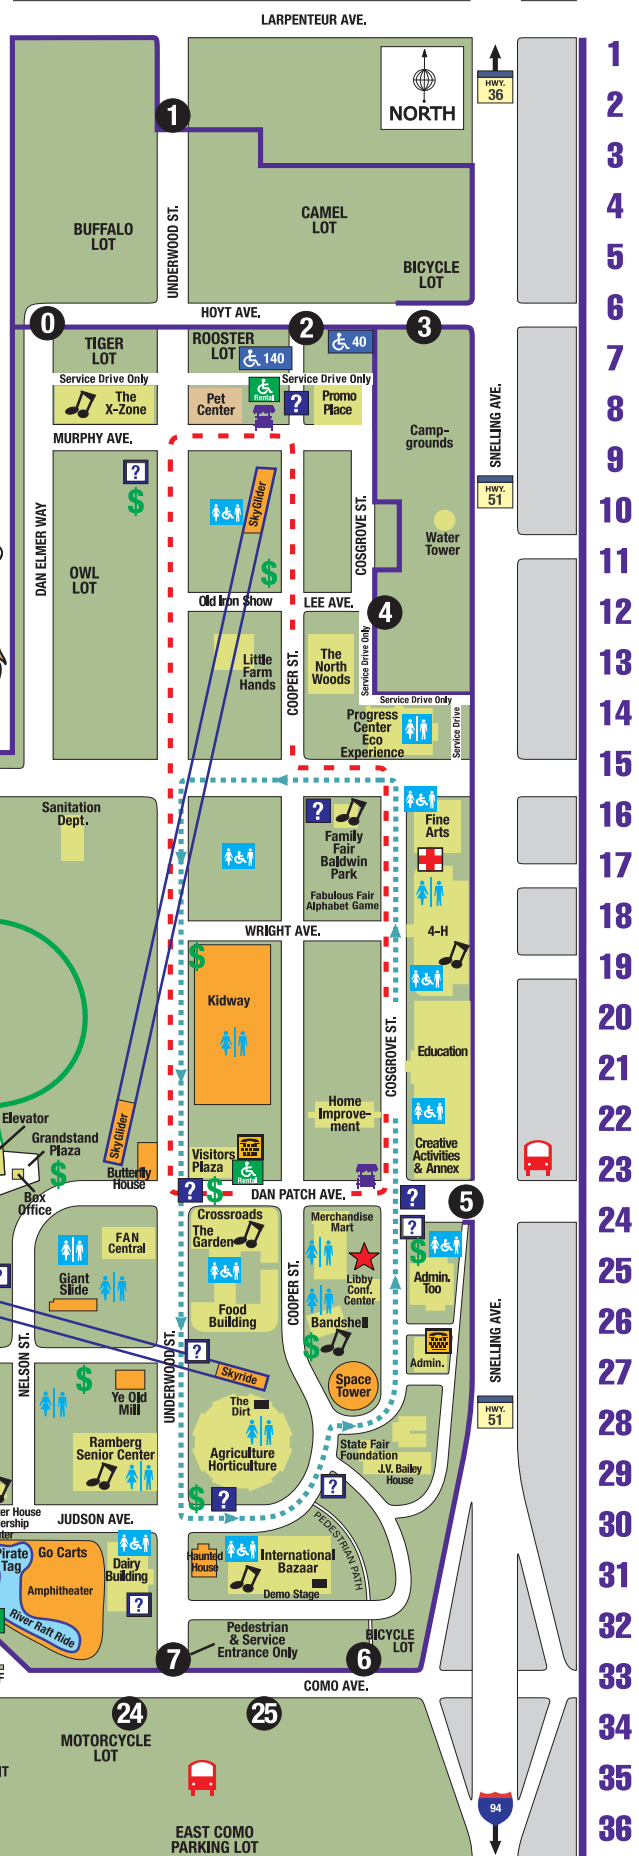 LARPENTEUR AVE.
1
HWY.
36
NORTH
2
1
3
BUFFALO
LOT
UNDERWOOD ST.
CAMEL
LOT
4
BICYCLE
LOT
5
HOYT AVE.
6
0
2
3
TIGER
LOT
ROOSTER
LOT
140
40
7
Service Drive Only
Service Drive Only
The
X-Zone
Pet
Center
Rental
?
Promo
Place
8
MURPHY AVE.
Camp-
grounds
SNELLING AVE.
9
?
$
SkyGlider
HWY.
51
10
DAN ELMER WAY
COSGROVE ST.
Water
Tower
11
OWL
LOT
$
Old Iron Show
LEE AVE.
4
12
Little
Farm
Hands
COOPER ST.
The
North
Woods
Service Drive Only
13
Service Drive Only
Progress
Center
Eco
Experience
Service Drive
14
15
Sanitation
Dept.
?
Family
Fair
Baldwin
Park
Fine
Arts
16
17
Fabulous Fair
Alphabet Game
18
WRIGHT AVE.
4-H
19
$
Kidway
COSGROVE ST.
20
Education
21
Home
Improve-
ment
22
Elevator
Grandstand
Plaza
SkyGlider
$
Box
Office
Butterfly
House
Visitors
Plaza
Rental
Creative
Activities
& Annex
23
?
$
DAN PATCH AVE.
?
5
24
Crossroads
The
Garden
Merchandise
Mart
?
$
FAN
Central
Giant
Slide
COOPER ST.
Libby
Conf.
Center
Admin.
Too
25
Food
Building
Bandshell
$
SNELLING AVE.
26
NELSON ST.
UNDERWOOD ST.
?
Skyride
Admin.
27
$
Ye Old
Mill
Space
Tower
HWY.
51
28
The
Dirt
Ramberg
Senior Center
Agriculture
Horticulture
State Fair
Foundation
J.V. Bailey
House
29
$
?
?
JUDSON AVE.
PEDESTRIAN PATH
30
Go Carts
Dairy
Building
Haunted
House
International
Bazaar
31
Amphitheater
?
Demo Stage
River Raft Ride
Pedestrian
& Service
Entrance Only
BICYCLE
LOT
32
7
6
COMO AVE.
33
24
25
MOTORCYCLE
LOT
34
35
94
EAST COMO
PARKING LOT
36